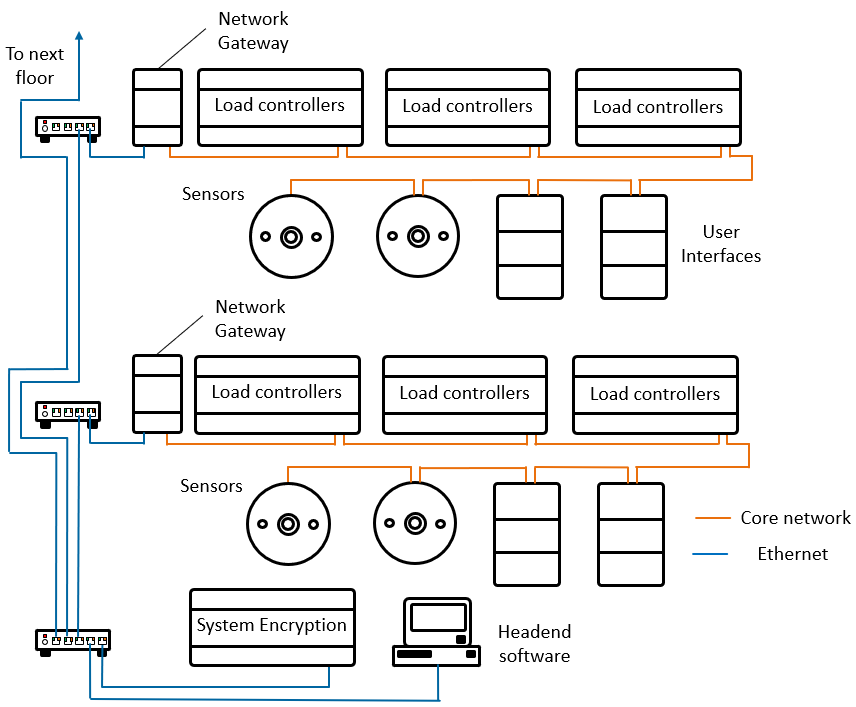 Network
Gateway
To next
floor
Load controllers
Load controllers
Load controllers
Sensors
User
Interfaces
Network
Gateway
Load controllers
Load controllers
Load controllers
Sensors
Core network
Ethernet
System Encryption
Headend
software